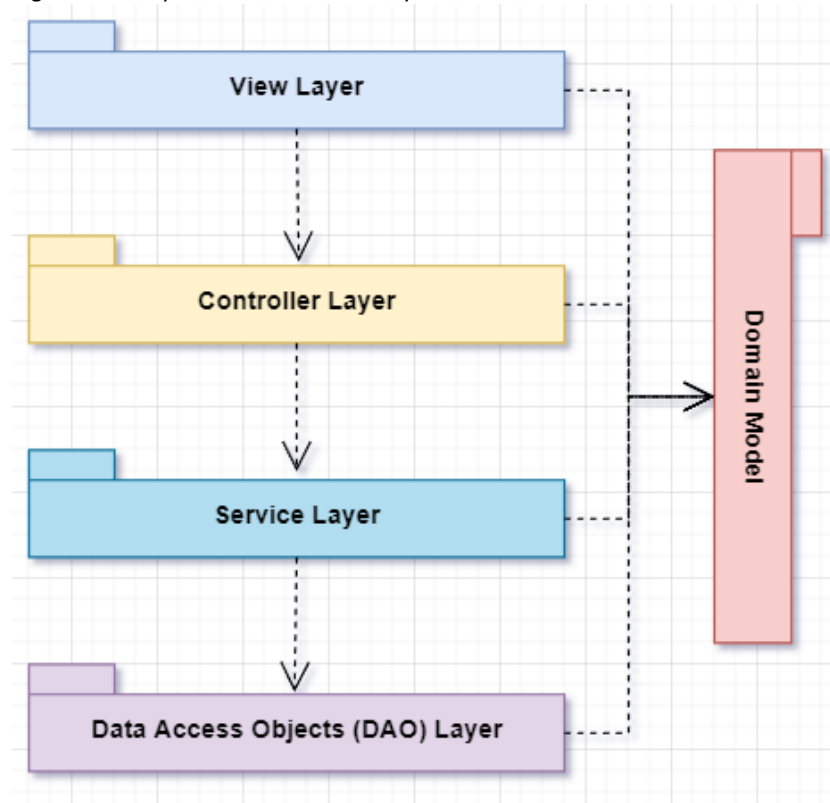 View Layer
Controller Layer
Domain Model
Service Layer
Data Access Objects (DAO) Layer